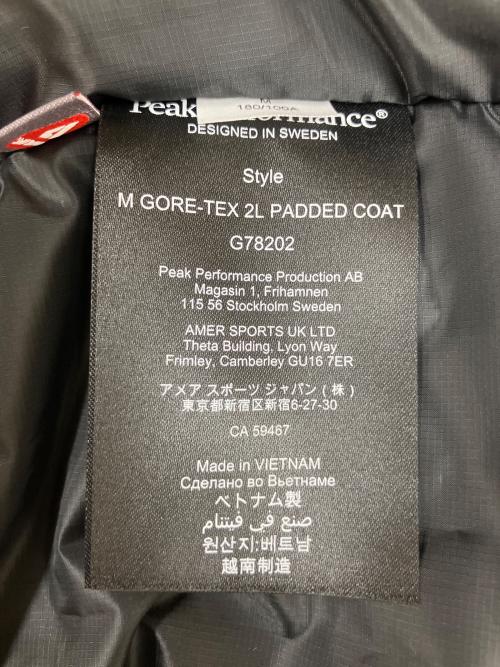 M
180/100A
Peak Performance®
DESIGNED IN SWEDEN
Style
M GORE-TEX 2L PADDED COAT
G78202
Peak Performance Production AB
Magasin 1, Frihamnen
115 56 Stockholm Sweden
AMER SPORTS UK LTD
Theta Building, Lyon Way
Frimley, Camberley GU16 7ER
アメア スポーツ ジャパン（株）
東京都新宿区新宿6-27-30
CA 59467
Made in VIETNAM
Сделано во Вьетнаме
ベトナム製
صنع في فيتنام
원산지:베트남
越南制造